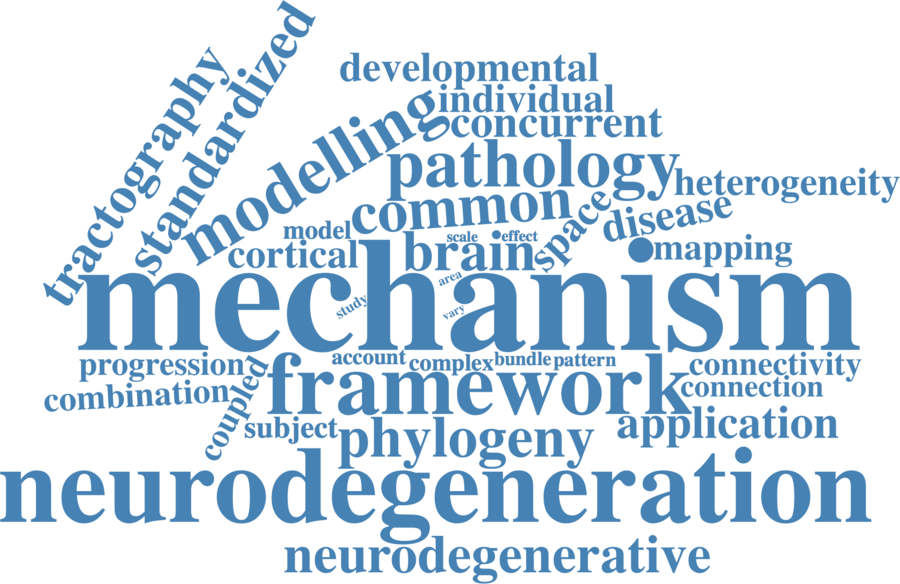 tractography
standardized
developmental
individual
modelling
concurrent
pathology
heterogeneity
common
space
disease
model
cortical
brain
scale
effect
mapping
mechanism
study
area
vary
progression
account
complex
bundle
pattern
connectivity
combination
coupled
framework
connection
subject
phylogeny
application
neurodegeneration
neurodegenerative